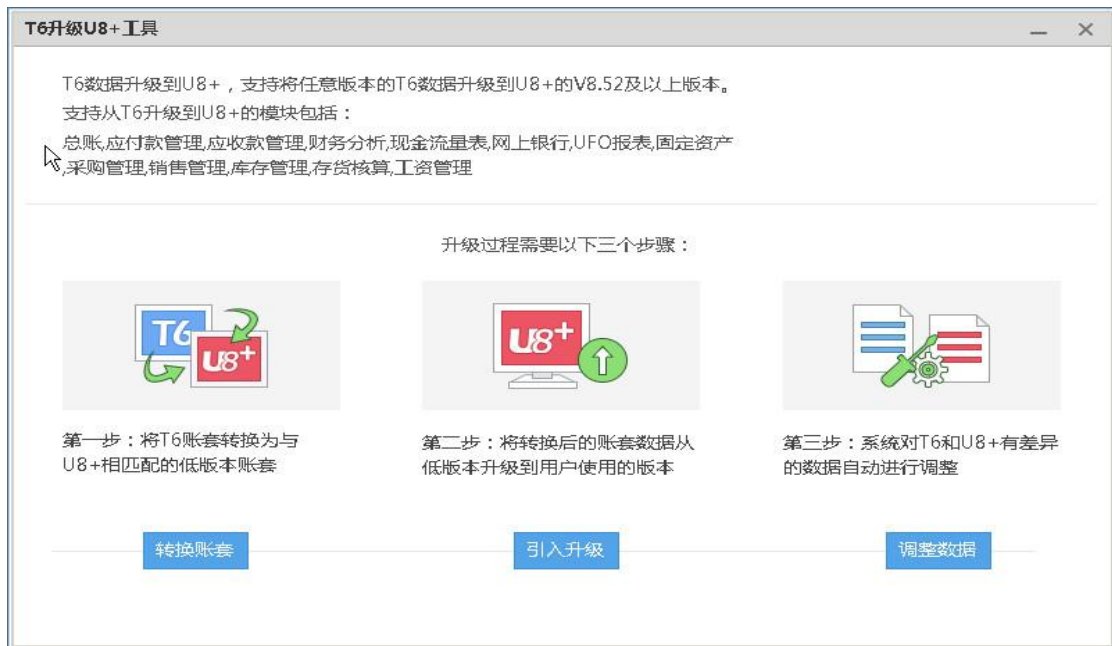 T6升级U8+工具
T6数据升级到U8+，支持将任意版本的T6数据升级到U8+的V8.52及以上版本。
支持从T6升级到U8+的模块包括：
总账,应付款管理,应收款管理,财务分析,现金流量表,网上银行,UFO报表,固定资产
,采购管理,销售管理,库存管理,存货核算,工资管理
升级过程需要以下三个步骤：
T6
U8+
U8+
第一步：将T6账套转换为与
U8+相匹配的低版本账套
第二步：将转换后的账套数据从
低版本升级到用户使用的版本
第三步：系统对T6和U8+有差异
的数据自动进行调整
转换账套
引入升级
调整数据